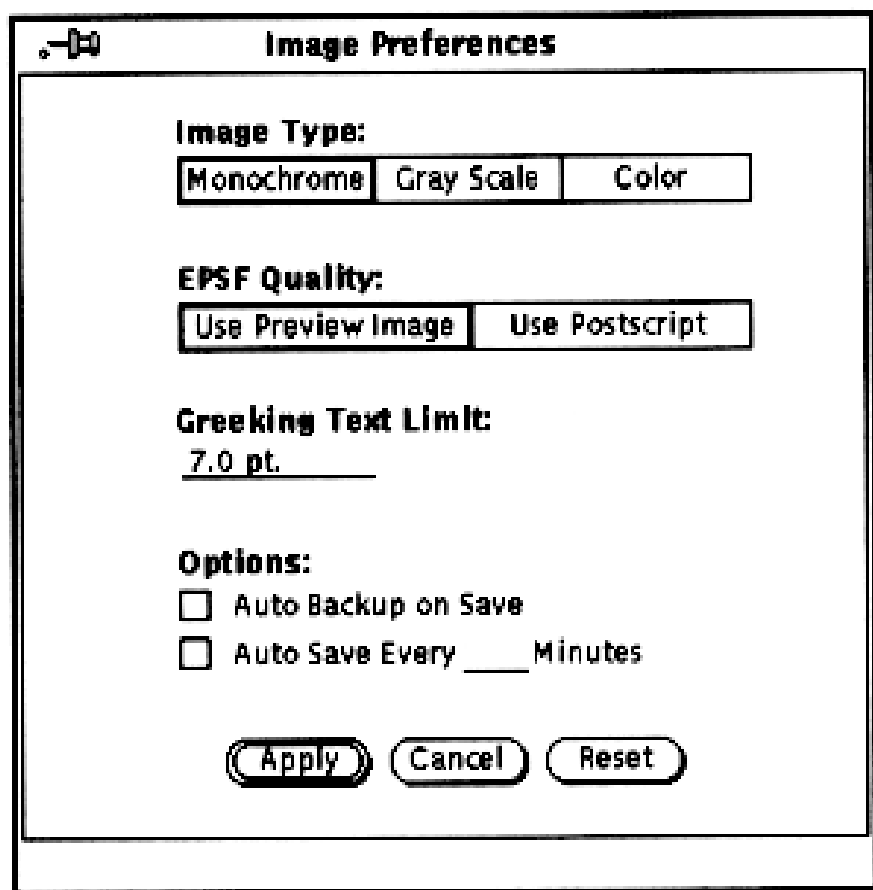 Image Preferences
Image Type:
Monochrome Gray Scale Color
EPSF Quality:
Use Preview Image Use Postscript
Greeking Text Limit:
7.0 pt.
Options:
Auto Backup on Save
Auto Save Every ____ Minutes
Apply Cancel Reset